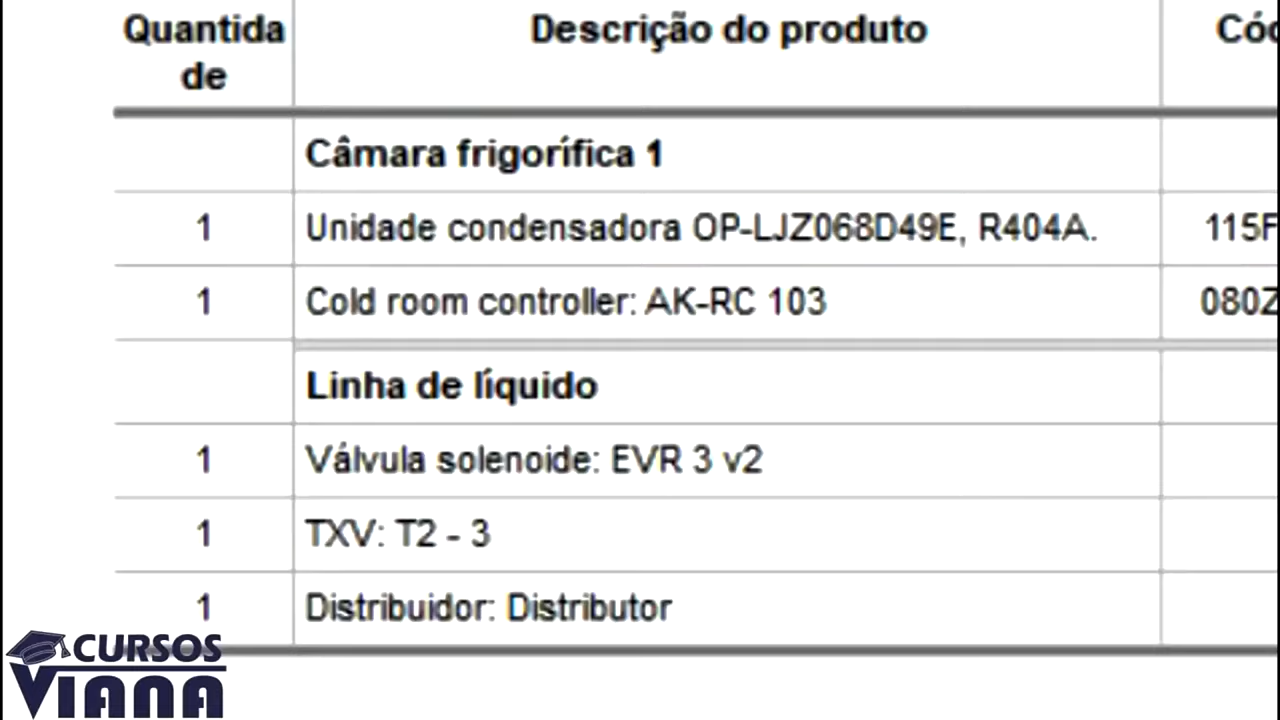 Quantida
de
Descrição do produto
Câmara frigorífica 1
1 Unidade condensadora OP-LJZ068D49E, R404A. 115F
1 Cold room controller: AK-RC 103 080Z
Linha de líquido
1 Válvula solenoide: EVR 3 v2
1 TXV: T2 - 3
1 Distribuidor: Distributor
CURSOS
VIANA